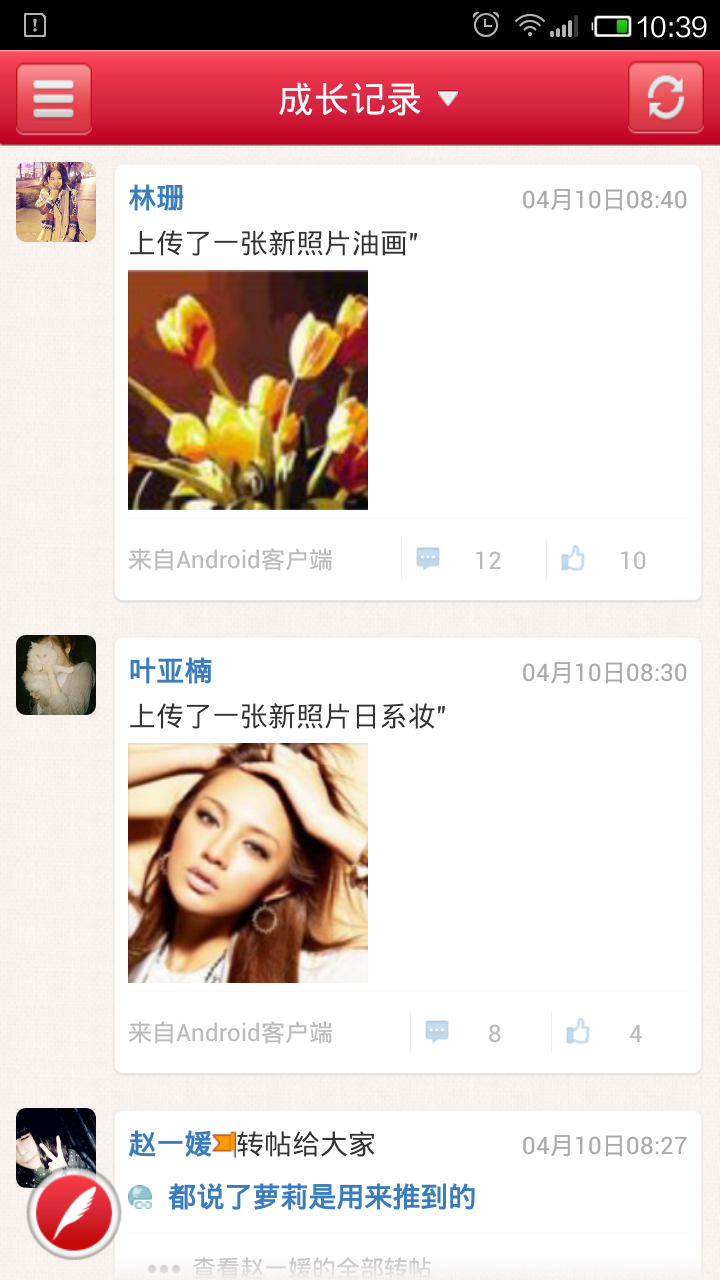 10:39
成长记录
林珊 04月10日08:40
上传了一张新照片油画"
来自Android客户端 12 10
叶亚楠 04月10日08:30
上传了一张新照片日系妆"
来自Android客户端 8 4
赵一媛转帖给大家 04月10日08:27
都说了萝莉是用来推到的
查看赵一媛的全部转帖